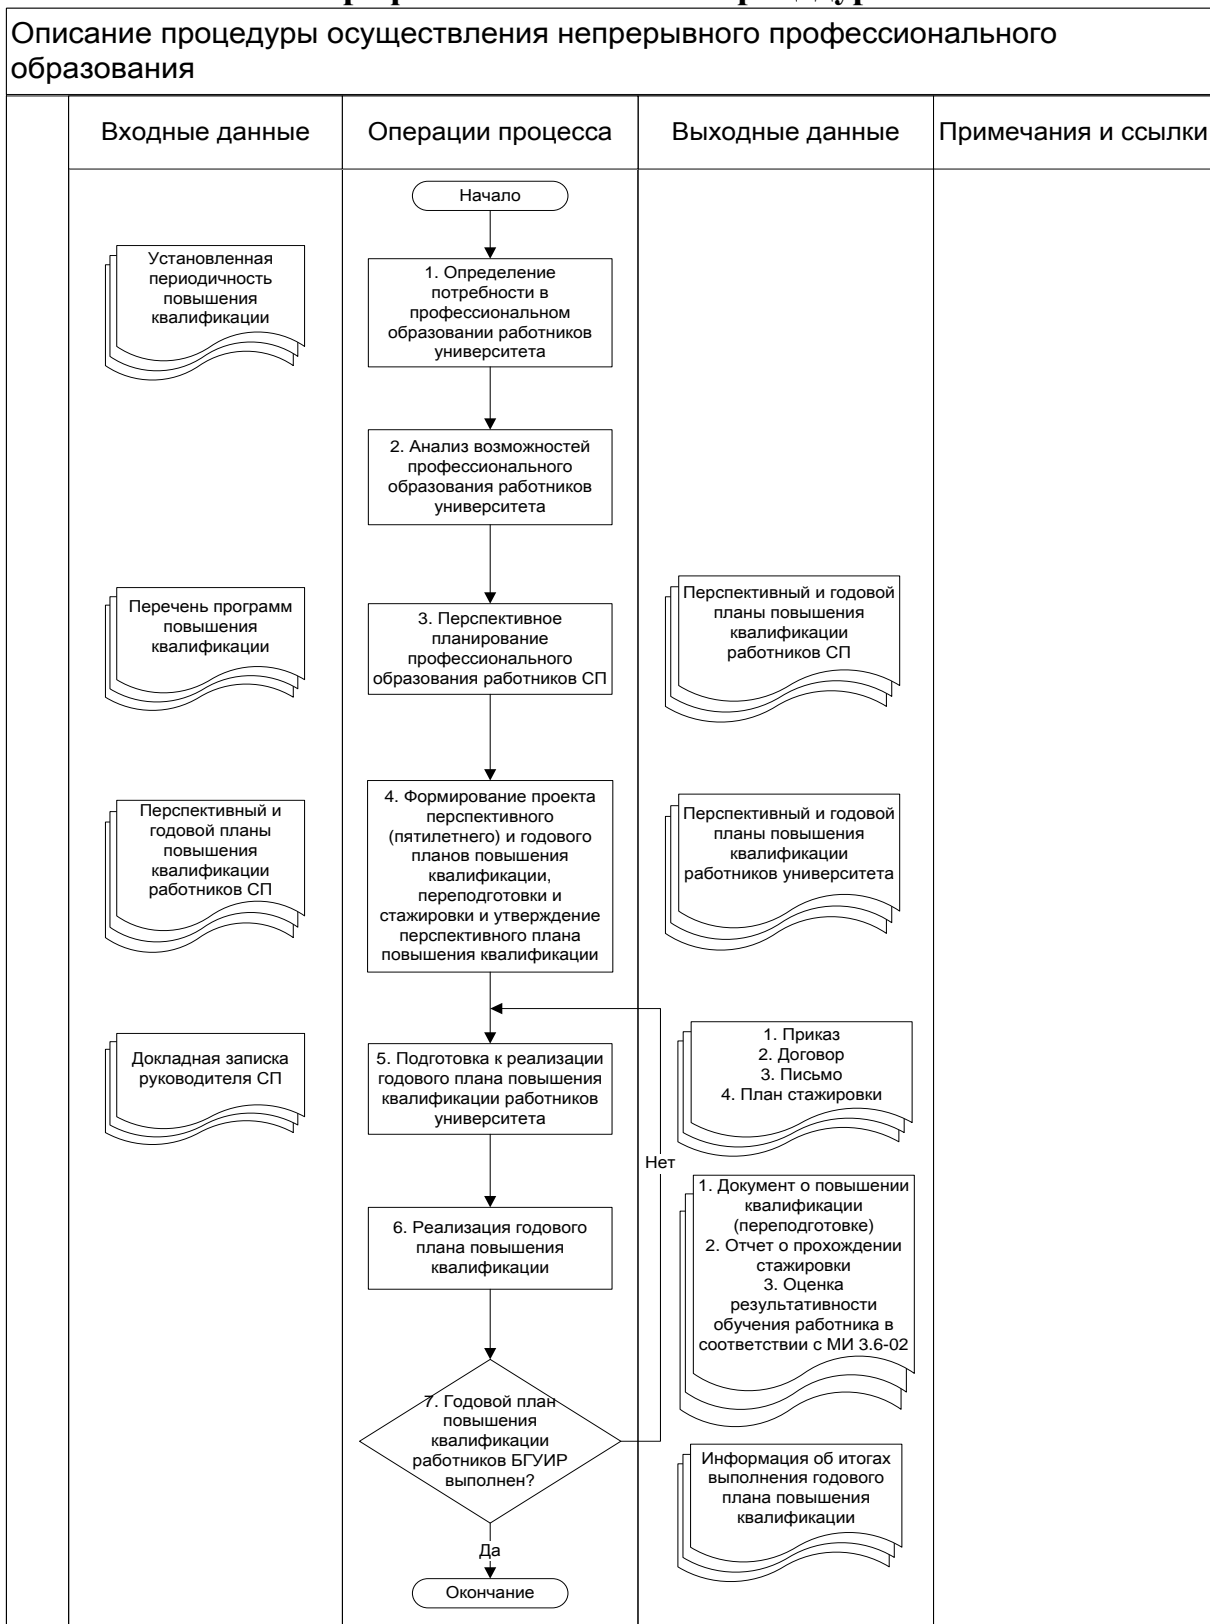 Описание процедуры осуществления непрерывного профессионального
образования
Входные данные
Операции процесса
Выходные данные
Примечания и ссылки
Начало
Установленная
периодичность
повышения
квалификации
1. Определение
потребности в
профессиональном
образовании работников
университета
2. Анализ возможностей
профессионального
образования работников
университета
Перечень программ
повышения
квалификации
3. Перспективное
планирование
профессионального
образования работников СП
Перспективный и годовой
планы повышения
квалификации
работников СП
Перспективный и
годовой планы
повышения
квалификации
работников СП
4. Формирование проекта
перспективного
(пятилетнего) и годового
планов повышения
квалификации,
переподготовки и
стажировки и утверждение
перспективного плана
повышения квалификации
Перспективный и годовой
планы повышения
квалификации
работников университета
Докладная записка
руководителя СП
5. Подготовка к реализации
годового плана повышения
квалификации работников
университета
1. Приказ
2. Договор
3. Письмо
4. План стажировки
Нет
6. Реализация годового
плана повышения
квалификации
1. Документ о повышении
квалификации
(переподготовке)
2. Отчет о прохождении
стажировки
3. Оценка
результативности
обучения работника в
соответствии с МИ 3.6-02
7. Годовой план
повышения
квалификации
работников БГУИР
выполнен?
Информация об итогах
выполнения годового
плана повышения
квалификации
Да
Окончание